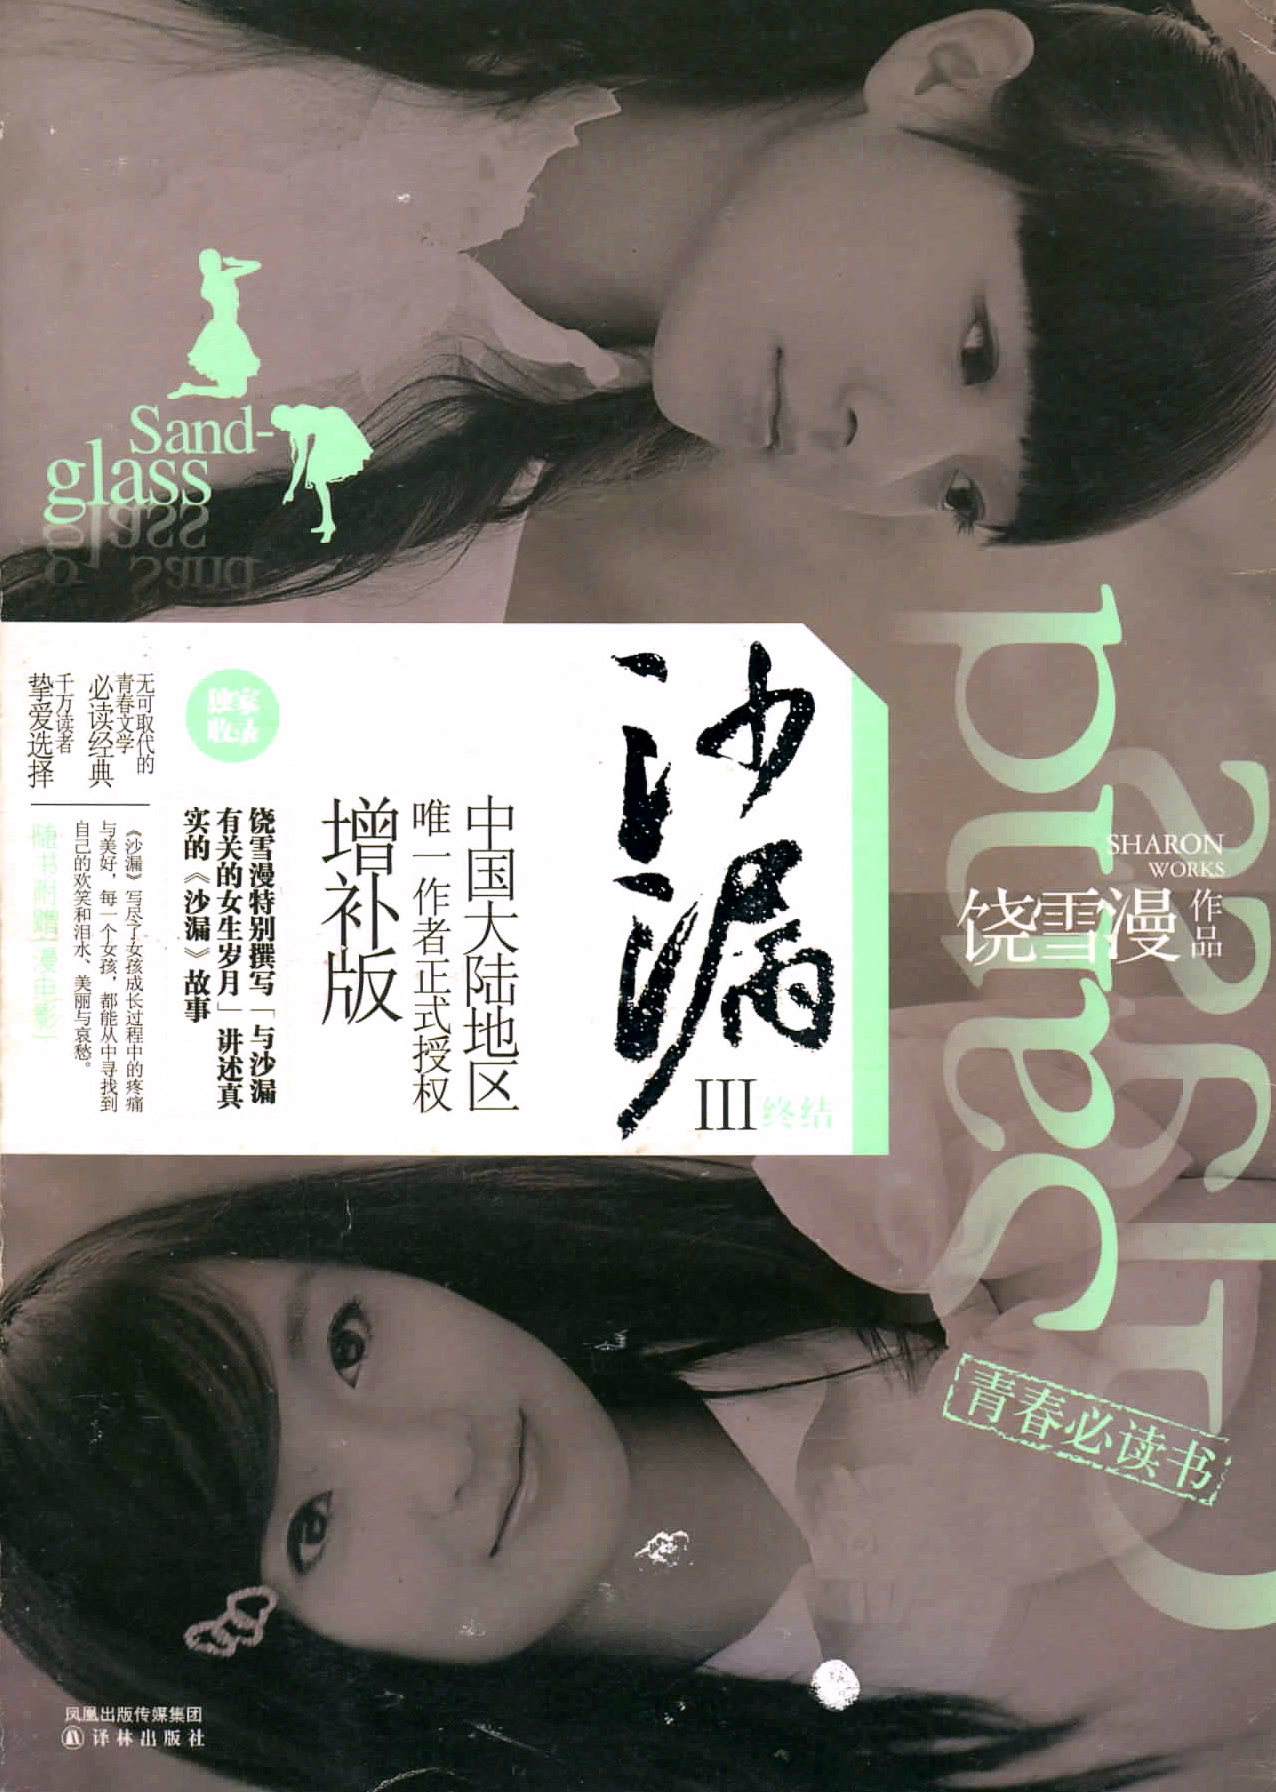 Sand-
glass
沙漏
III 终结
中国大陆地区
唯一作者正式授权
增补版
独家
收录
饶雪漫特别撰写「与沙漏
有关的女生岁月」讲述真
实的《沙漏》故事
无可取代的
青春文学
必读经典
千万读者
挚爱选择
《沙漏》写尽了女孩成长过程中的疼痛
与美好，每一个女孩，都能从中寻找到
自己的欢笑和泪水、美丽与哀愁。
随书附赠
漫电影
Sand
glass
SHARON
WORKS
饶雪漫
作品
青春必读书
凤凰出版传媒集团
译林出版社